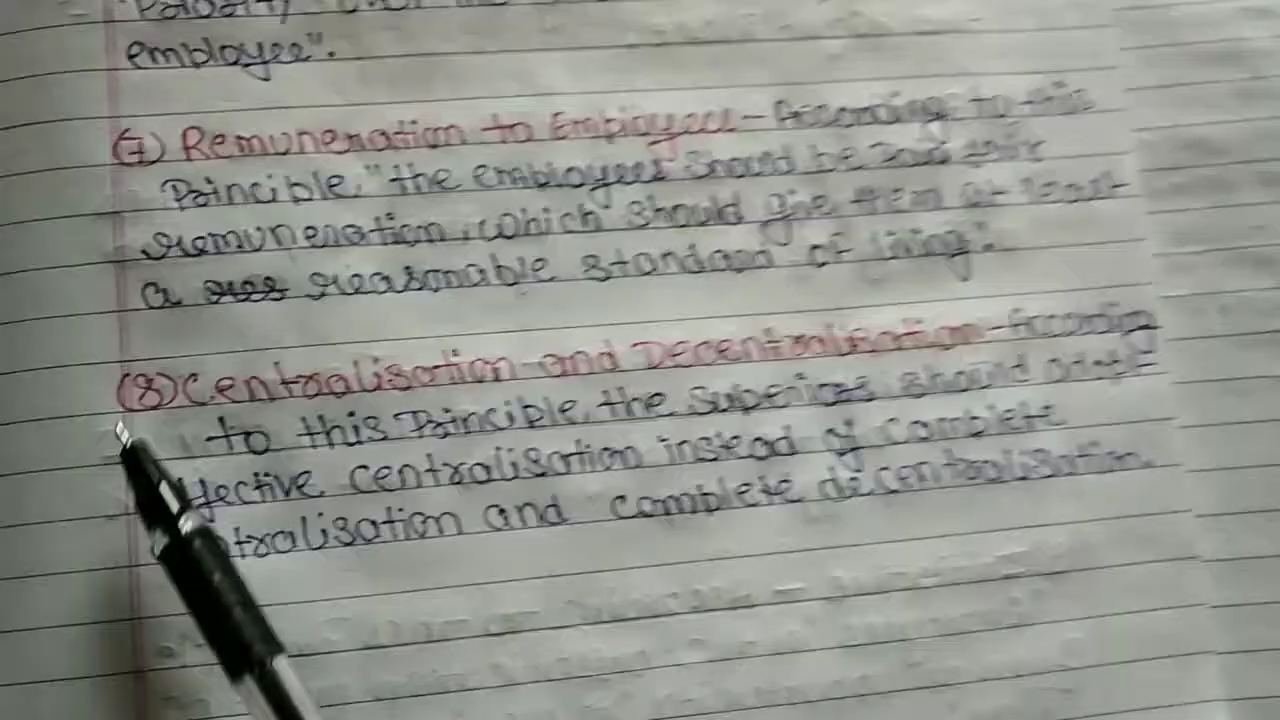 employee".
(7) Remuneration to Employees - According to this
Principle, "the employees should be paid fair
remuneration, which should give them at least
a reasonable standard of living".
(8) Centralisation and Decentralisation - According
to this Principle, the superiors should adopt
ffective centralisation instead of complete
ntralisation and complete decentralisation.